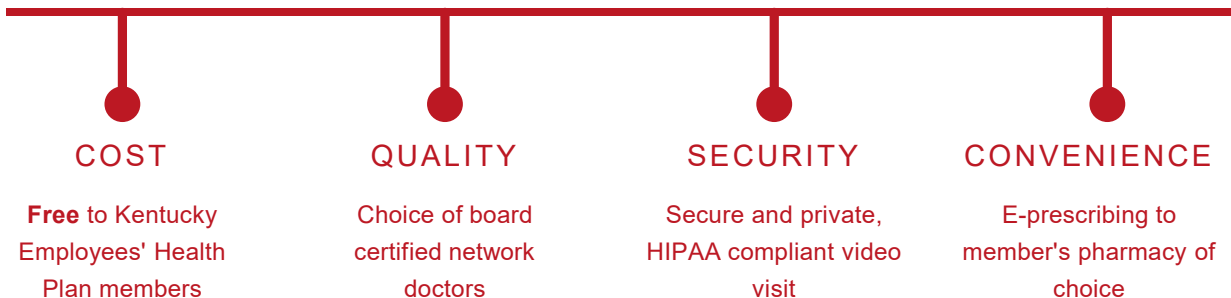 COST
Free to Kentucky
Employees' Health
Plan members
QUALITY
Choice of board
certified network
doctors
SECURITY
Secure and private,
HIPAA compliant video
visit
CONVENIENCE
E-prescribing to
member's pharmacy of
choice